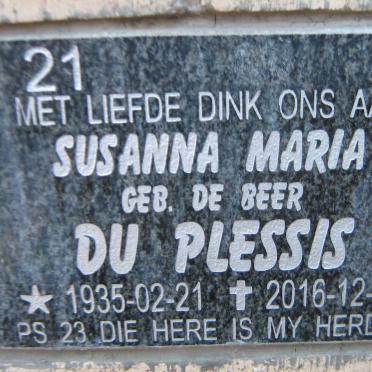 21
MET LIEFDE DINK ONS AA
SUSANNA MARIA
GEB. DE BEER
DU PLESSIS
1935-02-21 2016-12-
PS 23 DIE HERE IS MY HERD